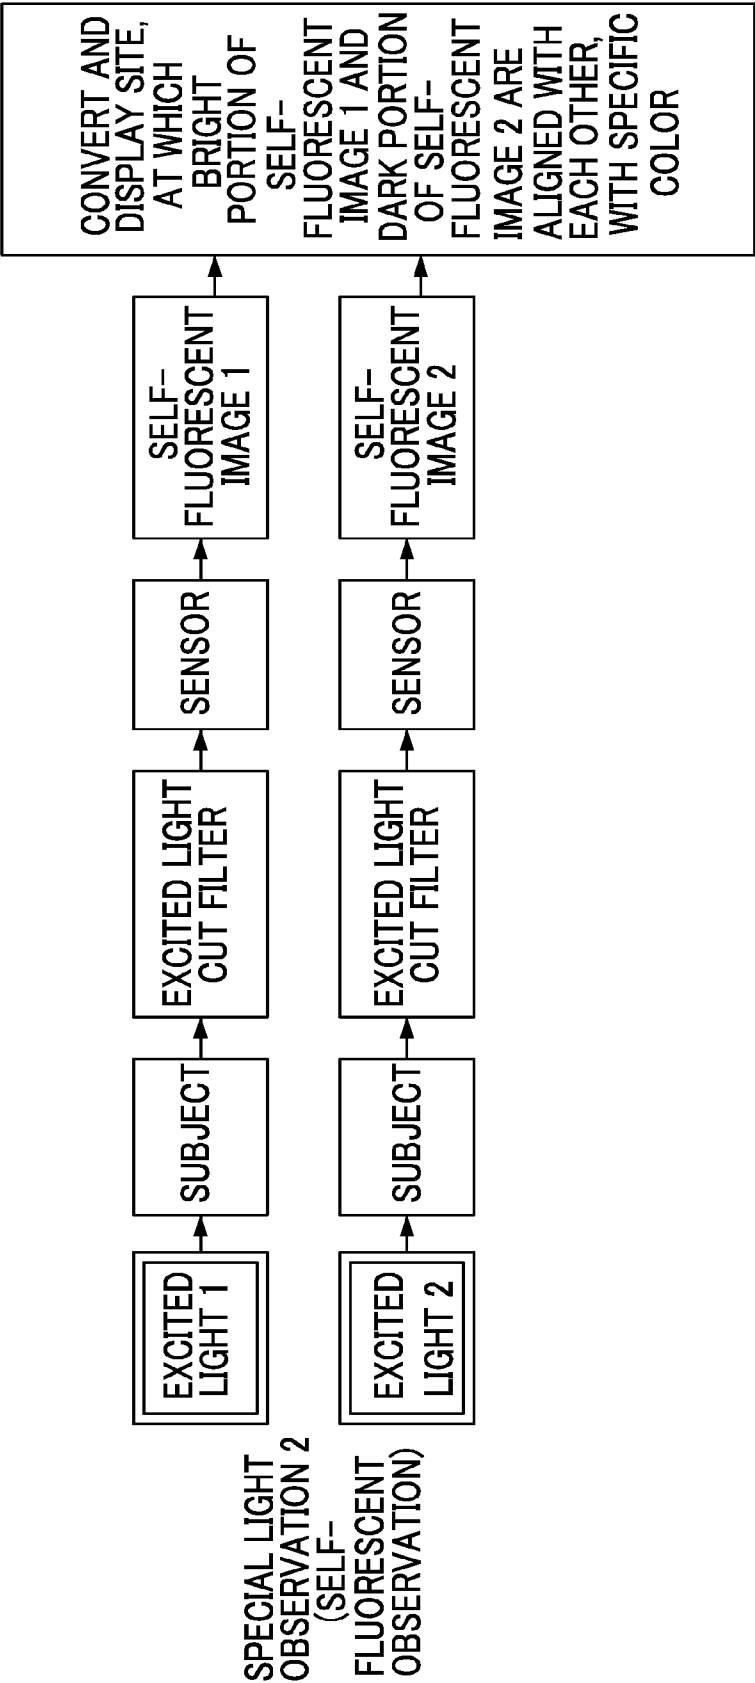 SPECIAL LIGHT
OBSERVATION 2
(SELF-
FLUORESCENT
OBSERVATION)
EXCITED
LIGHT 1
SUBJECT
EXCITED LIGHT
CUT FILTER
SENSOR
SELF-
FLUORESCENT
IMAGE 1
EXCITED
LIGHT 2
SUBJECT
EXCITED LIGHT
CUT FILTER
SENSOR
SELF-
FLUORESCENT
IMAGE 2
CONVERT AND
DISPLAY SITE,
AT WHICH
BRIGHT
PORTION OF
SELF-
FLUORESCENT
IMAGE 1 AND
DARK PORTION
OF SELF-
FLUORESCENT
IMAGE 2 ARE
ALIGNED WITH
EACH OTHER,
WITH SPECIFIC
COLOR